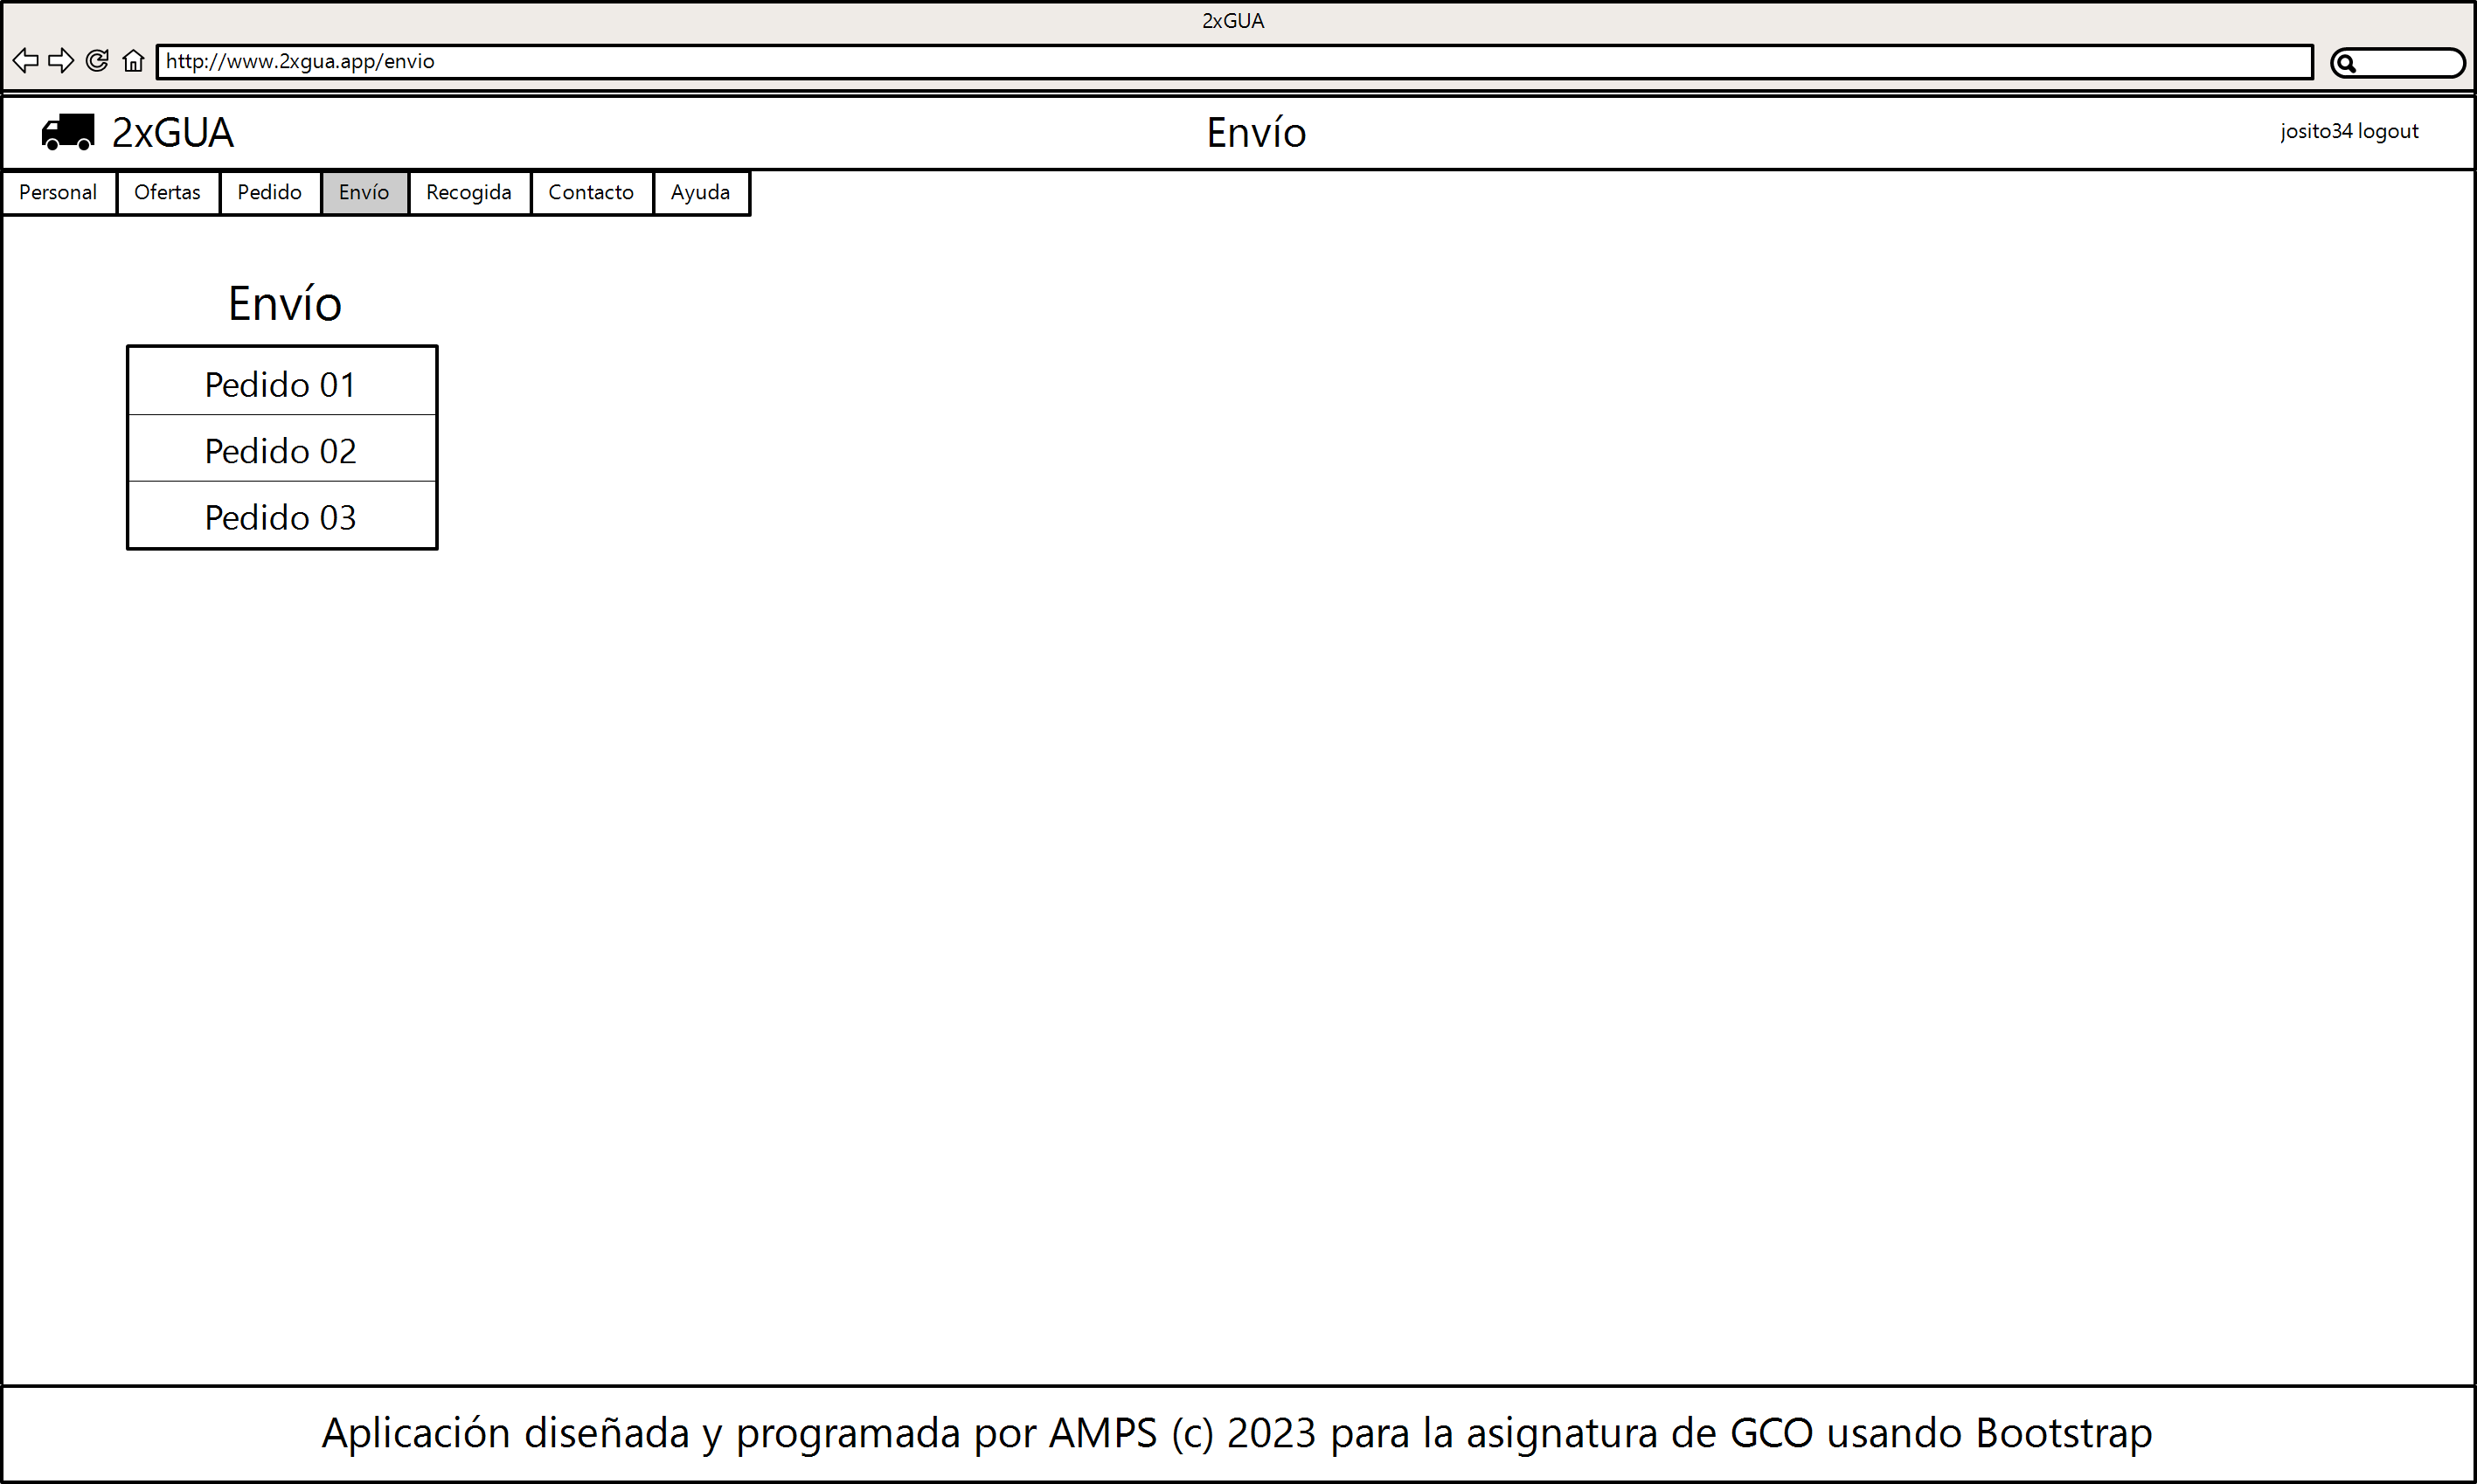 2xGUA
http://www.2xgua.app/envio
2xGUA
Envío
josito34 logout
Personal
Ofertas
Pedido
Envío
Recogida
Contacto
Ayuda
Envío
Pedido 01
Pedido 02
Pedido 03
Aplicación diseñada y programada por AMPS (c) 2023 para la asignatura de GCO usando Bootstrap